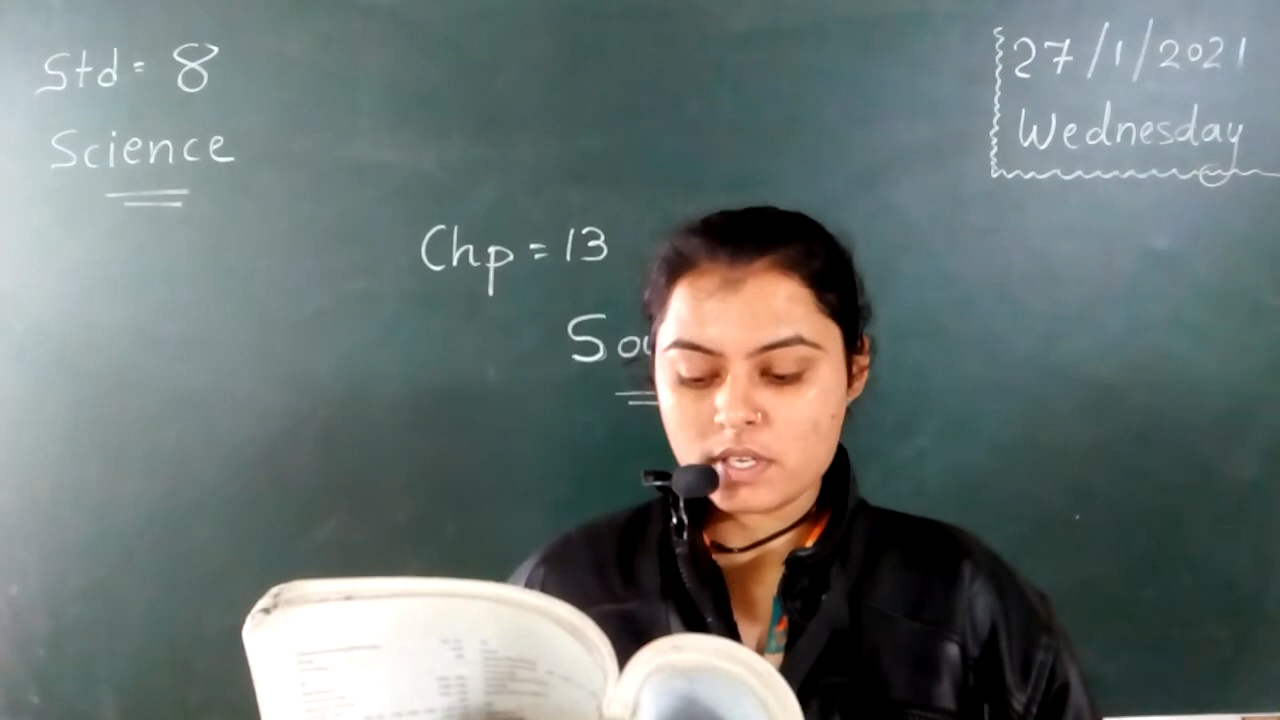 Std = 8
Science
27/1/2021
Wednesday
Chp = 13